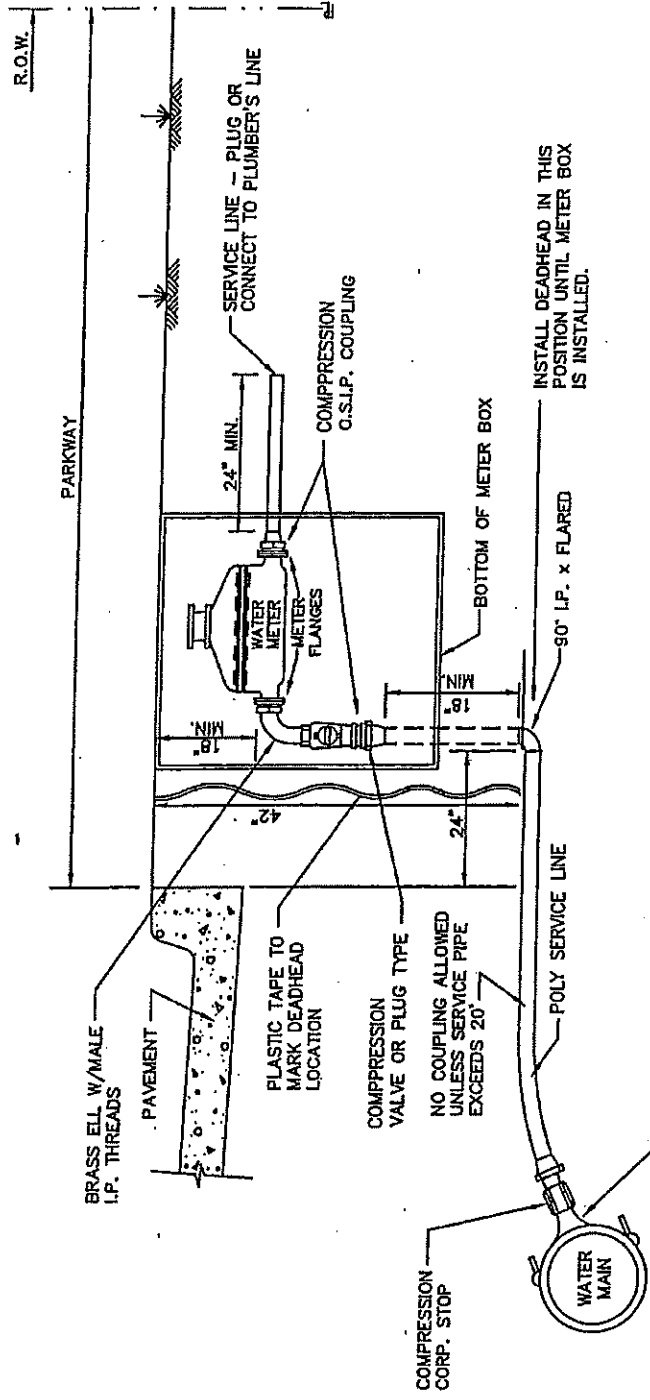 R.O.W.
PARKWAY
SERVICE LINE - PLUG OR
CONNECT TO PLUMBER'S LINE
24" MIN.
COMPPRESSION
O.S.I.P. COUPLING
WATER
METER
METER
FLANGES
18"
MIN.
BRASS ELL W/MALE
I.P. THREADS
PAVEMENT
42"
PLASTIC TAPE TO
MARK DEADHEAD
LOCATION
BOTTOM OF METER BOX
18"
MIN.
24"
COMPPRESSION
VALVE OR PLUG TYPE
NO COUPLING ALLOWED
UNLESS SERVICE PIPE
EXCEEDS 20'
INSTALL DEADHEAD IN THIS
POSITION UNTIL METER BOX
IS INSTALLED.
90° I.P. x FLARED
POLY SERVICE LINE
COMPRESSION
CORP. STOP
WATER
MAIN